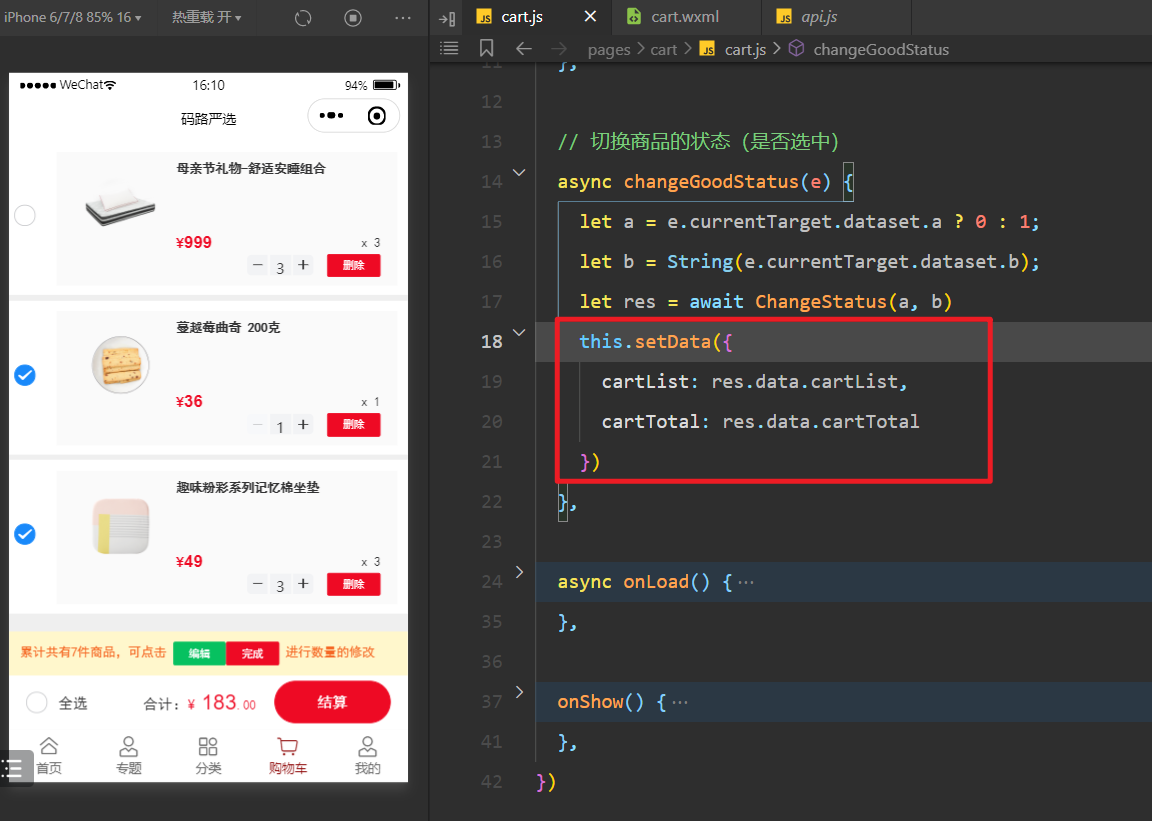 iPhone 6/7/8 85% 16 热重载 开
WeChat 16:10 94%
码路严选
母亲节礼物-舒适安睡组合
¥999 x 3
3 删除
蔓越莓曲奇 200克
¥36 x 1
1 删除
趣味粉彩系列记忆棉坐垫
¥49 x 3
3 删除
累计共有7件商品，可点击 编辑 完成 进行数量的修改
全选 合计：¥ 183.00 结算
首页 专题 分类 购物车 我的
JS cart.js cart.wxml JS api.js
pages cart JS cart.js changeGoodStatus
11 },
12
13 // 切换商品的状态（是否选中）
14 async changeGoodStatus(e) {
15 let a = e.currentTarget.dataset.a ? 0 : 1;
16 let b = String(e.currentTarget.dataset.b);
17 let res = await ChangeStatus(a, b)
18 this.setData({
19 cartList: res.data.cartList,
20 cartTotal: res.data.cartTotal
21 })
22 },
23
24 async onLoad() { ···
35 },
36
37 onShow() { ···
41 },
42 })